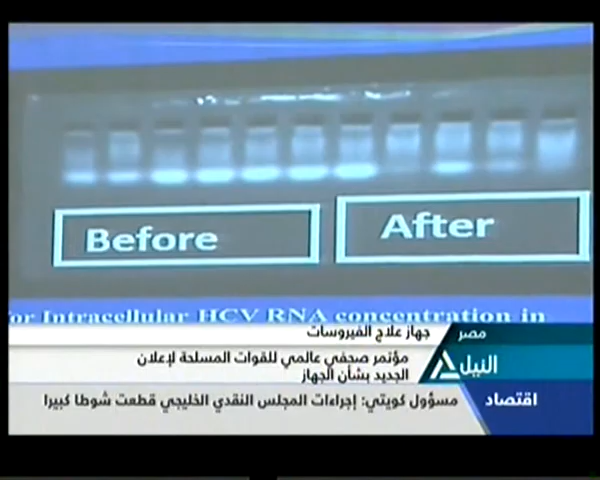 Before
After
for Intracellular HCV RNA concentration in
مصر
جهاز علاج الفيروسات
النيل
مؤتمر صحفي عالمي للقوات المسلحة لإعلان
الجديد بشأن الجهاز
اقتصاد
مسؤول كويتي: إجراءات المجلس النقدي الخليجي قطعت شوطا كبيرا